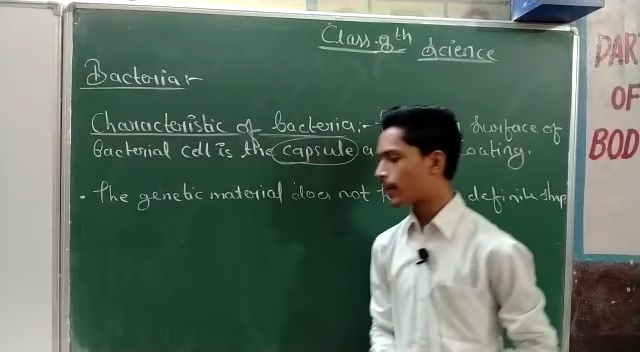 Class-8th Science
Bacteria:-
Characteristic of bacteria:- surface of
bacterial cell is the capsule coating.
• The genetic material does not definite shap
PART
OF
BOD